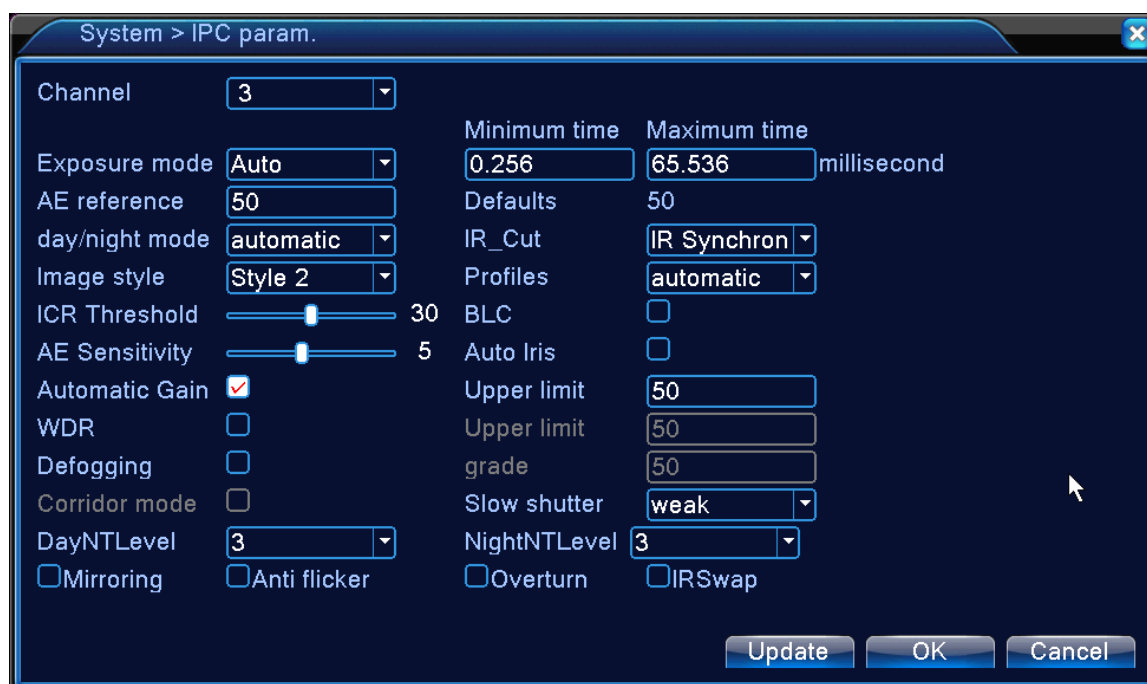 System > IPC param.
Channel 3
Minimum time Maximum time
Exposure mode Auto 0.256 65.536 millisecond
AE reference 50 Defaults 50
day/night mode automatic IR_Cut IR Synchron
Image style Style 2 Profiles automatic
ICR Threshold 30 BLC
AE Sensitivity 5 Auto Iris
Automatic Gain Upper limit 50
WDR Upper limit 50
Defogging grade 50
Corridor mode Slow shutter weak
DayNTLevel 3 NightNTLevel 3
Mirroring Anti flicker Overturn IRSwap
Update OK Cancel